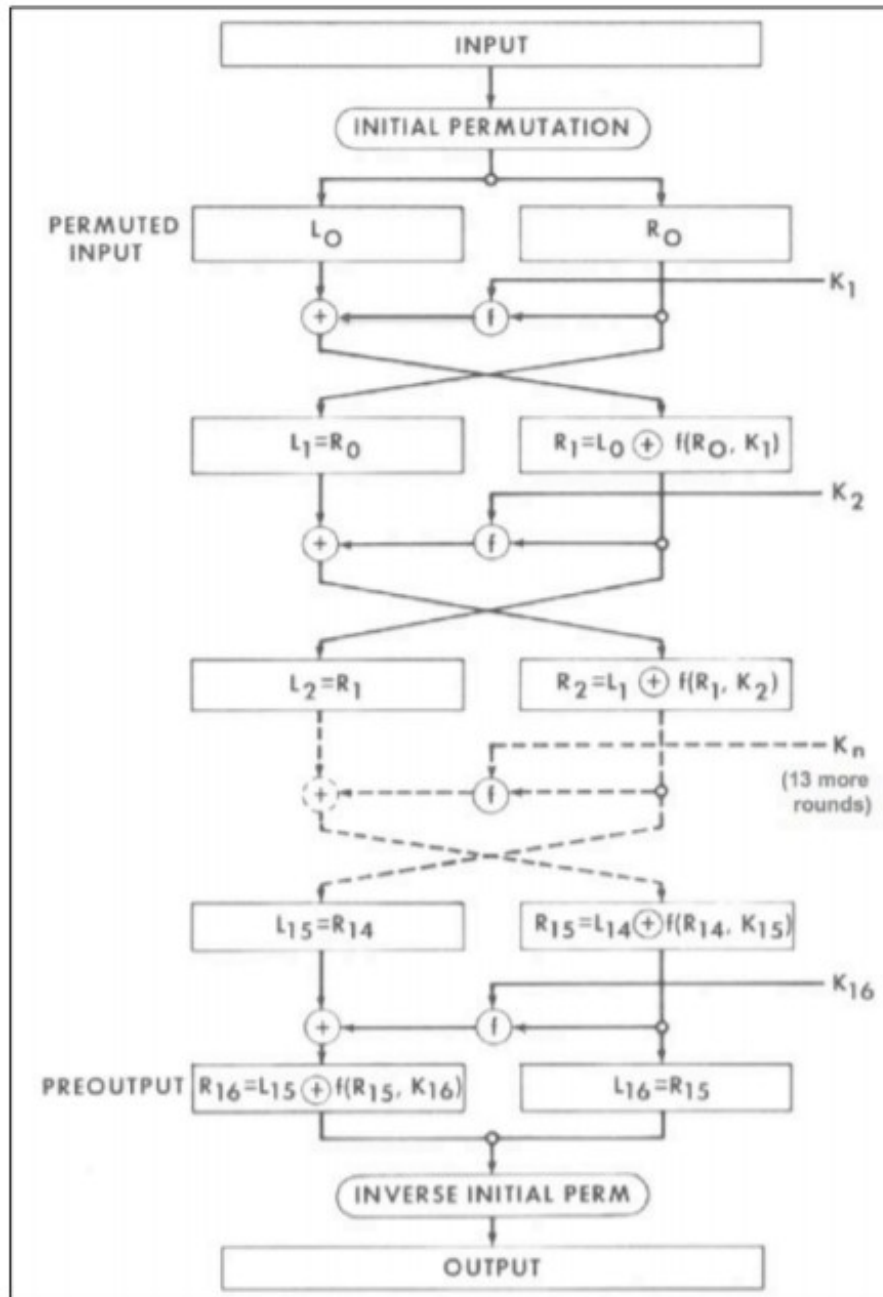 INPUT
INITIAL PERMUTATION
PERMUTED
INPUT
L₀
R₀
K₁
+
f
L₁=R₀
R₁=L₀ ⊕ f(R₀, K₁)
K₂
+
f
L₂=R₁
R₂=L₁ ⊕ f(R₁, K₂)
Kₙ
(13 more
rounds)
+
f
L₁₅=R₁₄
R₁₅=L₁₄⊕f(R₁₄, K₁₅)
K₁₆
+
f
PREOUTPUT
R₁₆=L₁₅⊕f(R₁₅, K₁₆)
L₁₆=R₁₅
INVERSE INITIAL PERM
OUTPUT